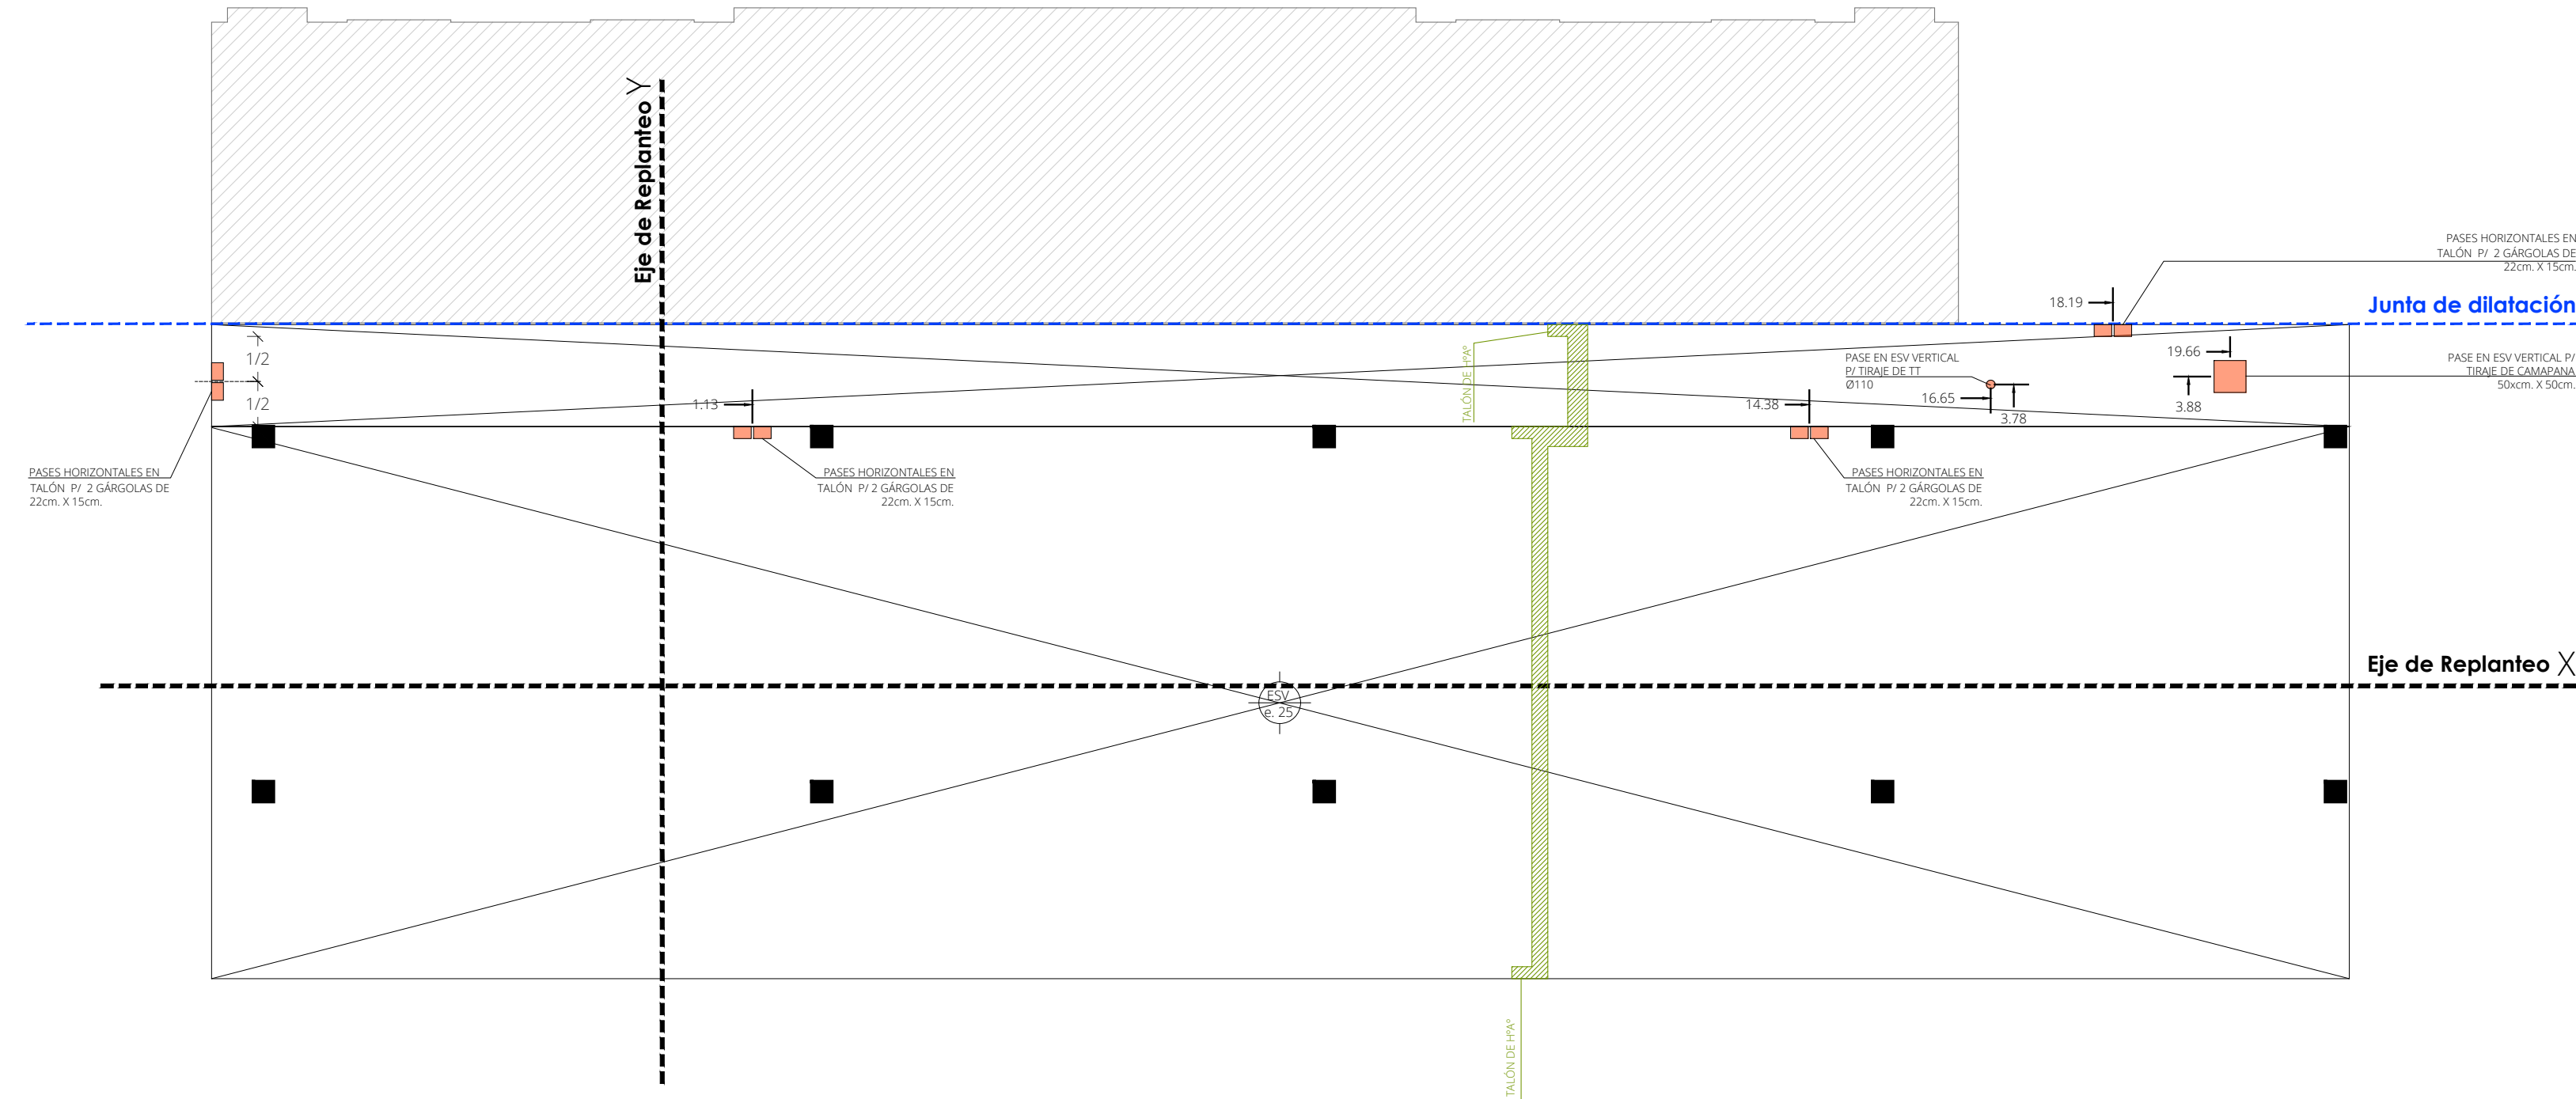 Eje de Replanteo Y
PASES HORIZONTALES EN
TALÓN P/ 2 GÁRGOLAS DE
22cm. X 15cm.
18.19
Junta de dilatación
1/2
1/2
TALÓN DE HºAº
PASE EN ESV VERTICAL
P/ TIRAJE DE TT
Ø110
19.66
PASE EN ESV VERTICAL P/
TIRAJE DE CAMAPANA
50xcm. X 50cm.
1.13
14.38
16.65
3.78
3.88
PASES HORIZONTALES EN
TALÓN P/ 2 GÁRGOLAS DE
22cm. X 15cm.
PASES HORIZONTALES EN
TALÓN P/ 2 GÁRGOLAS DE
22cm. X 15cm.
PASES HORIZONTALES EN
TALÓN P/ 2 GÁRGOLAS DE
22cm. X 15cm.
Eje de Replanteo X
ESV
e. 25
TALÓN DE HºAº